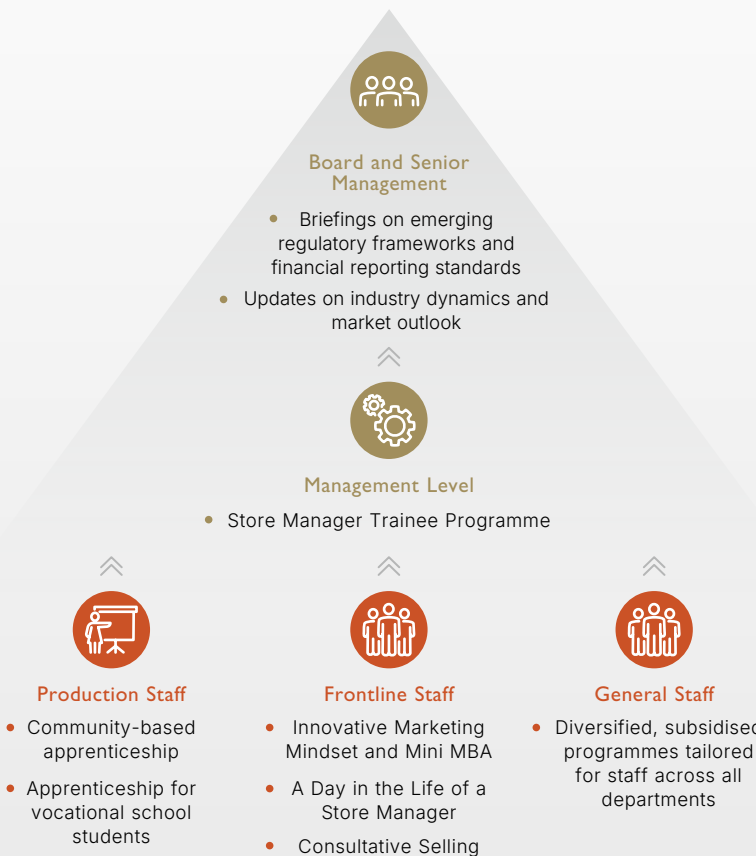 Board and Senior
Management
• Briefings on emerging
regulatory frameworks and
financial reporting standards
• Updates on industry dynamics and
market outlook
Management Level
• Store Manager Trainee Programme
Production Staff
• Community-based
apprenticeship
• Apprenticeship for
vocational school
students
Frontline Staff
• Innovative Marketing
Mindset and Mini MBA
• A Day in the Life of a
Store Manager
• Consultative Selling
General Staff
• Diversified, subsidised
programmes tailored
for staff across all
departments